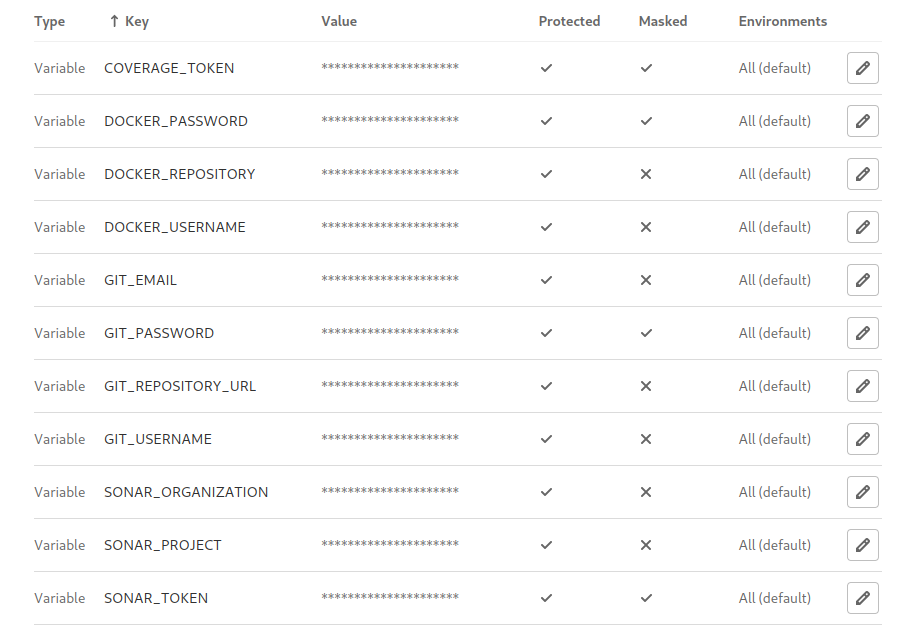 Type ↑ Key Value Protected Masked Environments
Variable COVERAGE_TOKEN ********************* ✓ ✓ All (default)
Variable DOCKER_PASSWORD ********************* ✓ ✓ All (default)
Variable DOCKER_REPOSITORY ********************* ✓ ✕ All (default)
Variable DOCKER_USERNAME ********************* ✓ ✕ All (default)
Variable GIT_EMAIL ********************* ✓ ✕ All (default)
Variable GIT_PASSWORD ********************* ✓ ✓ All (default)
Variable GIT_REPOSITORY_URL ********************* ✓ ✕ All (default)
Variable GIT_USERNAME ********************* ✓ ✕ All (default)
Variable SONAR_ORGANIZATION ********************* ✓ ✕ All (default)
Variable SONAR_PROJECT ********************* ✓ ✕ All (default)
Variable SONAR_TOKEN ********************* ✓ ✓ All (default)